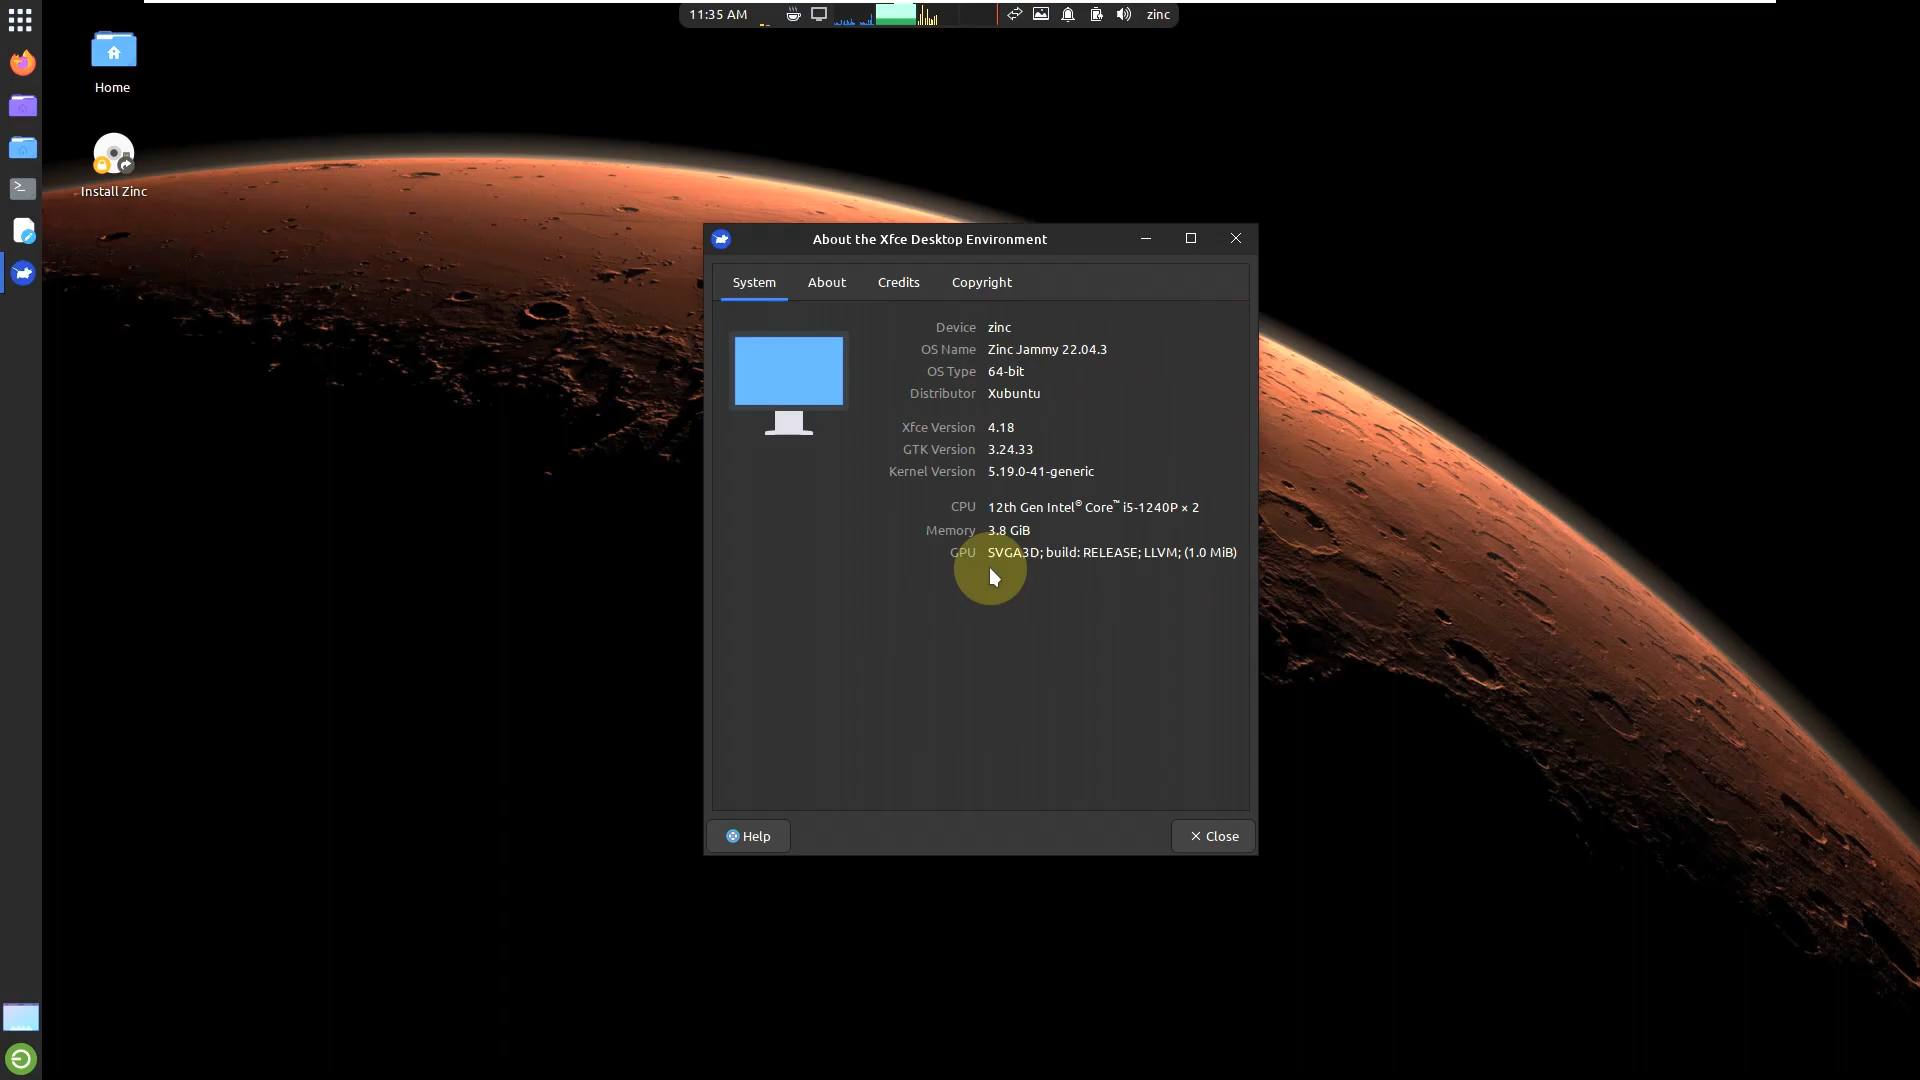 11:35 AM
zinc
Home
Install Zinc
About the Xfce Desktop Environment
System About Credits Copyright
Device zinc
OS Name Zinc Jammy 22.04.3
OS Type 64-bit
Distributor Xubuntu
Xfce Version 4.18
GTK Version 3.24.33
Kernel Version 5.19.0-41-generic
CPU 12th Gen Intel® Core™ i5-1240P × 2
Memory 3.8 GiB
GPU SVGA3D; build: RELEASE; LLVM; (1.0 MiB)
Help
Close